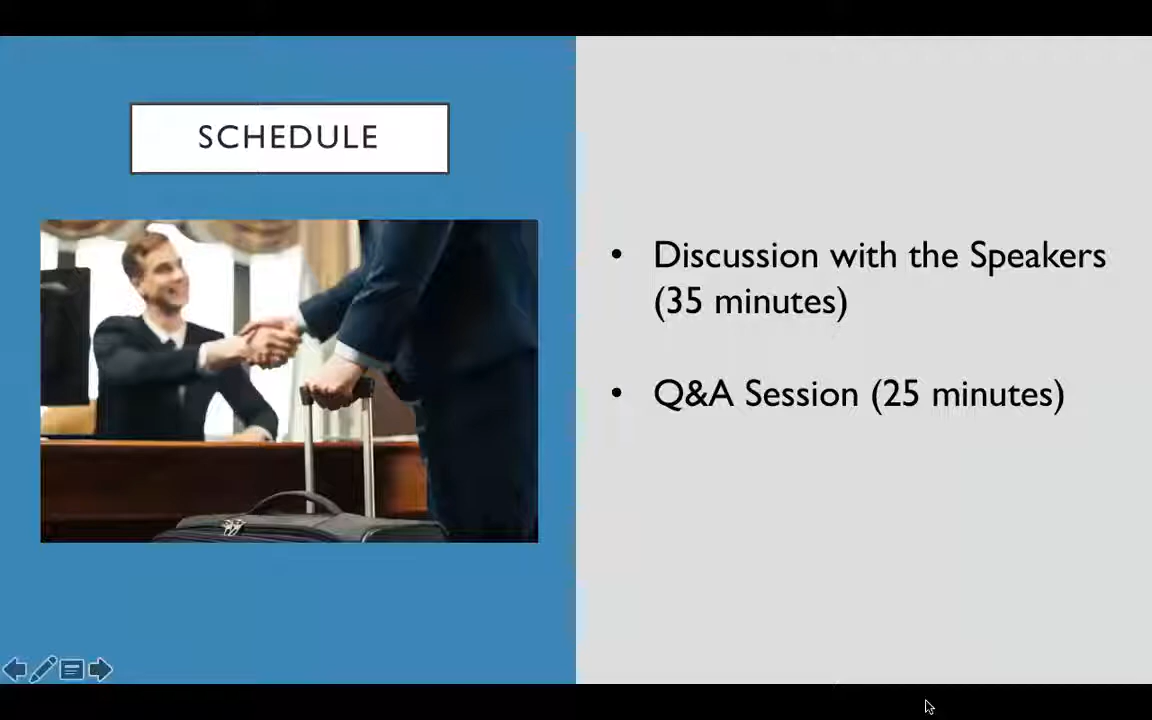 SCHEDULE
• Discussion with the Speakers
(35 minutes)
• Q&A Session (25 minutes)